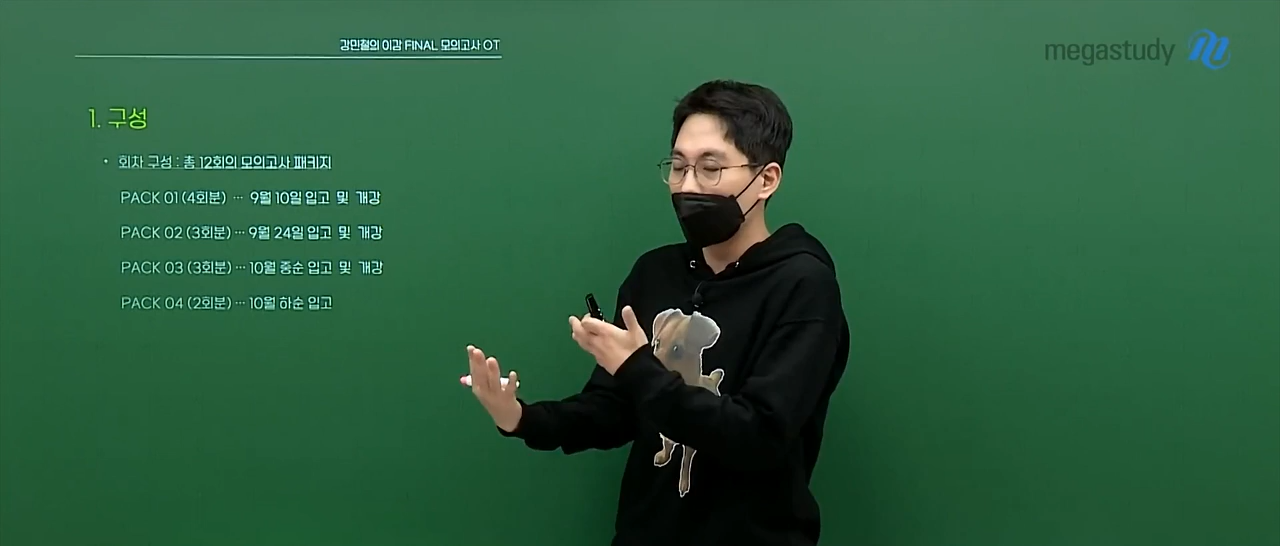 강민철의 이감 FINAL 모의고사 OT
megastudy
1. 구성
• 회차 구성 : 총 12회의 모의고사 패키지
PACK 01 (4회분) ··· 9월 10일 입고 및 개강
PACK 02 (3회분) ··· 9월 24일 입고 및 개강
PACK 03 (3회분) ··· 10월 중순 입고 및 개강
PACK 04 (2회분) ··· 10월 하순 입고